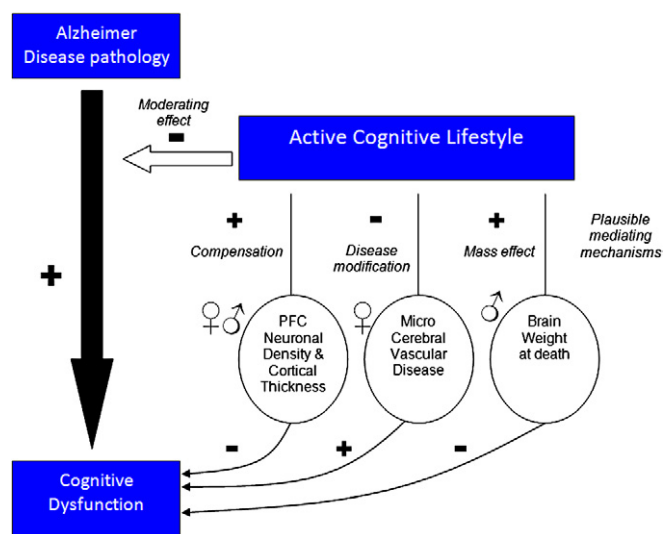 Alzheimer
Disease pathology
Moderating
effect
-
Active Cognitive Lifestyle
+
+
-
+
Compensation
Disease
modification
Mass effect
Plausible
mediating
mechanisms
♀♂
PFC
Neuronal
Density &
Cortical
Thickness
♀
Micro
Cerebral
Vascular
Disease
♂
Brain
Weight
at death
-
+
-
Cognitive
Dysfunction